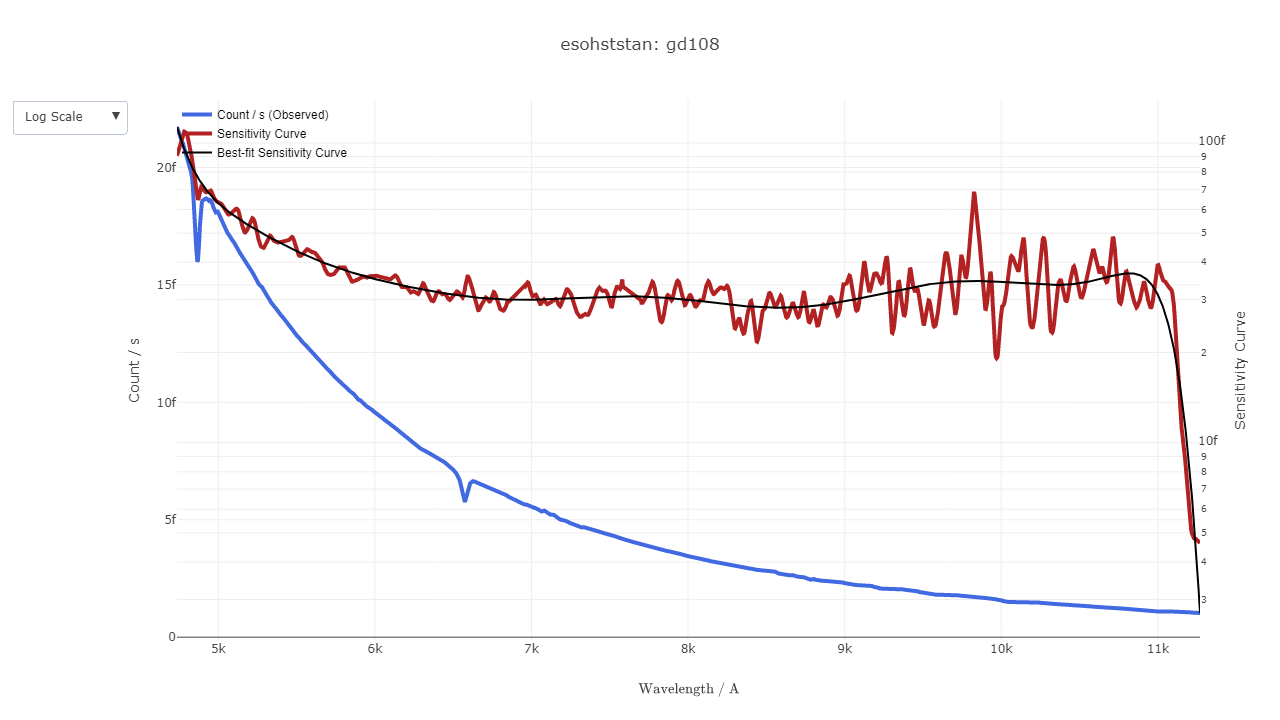 esohststan: gd108
Log Scale ▼
Count / s (Observed)
Sensitivity Curve
Best-fit Sensitivity Curve
20f
15f
10f
5f
0
Count / s
100f
9
8
7
6
5
4
3
2
10f
9
8
7
6
5
4
3
Sensitivity Curve
5k 6k 7k 8k 9k 10k 11k
Wavelength / A